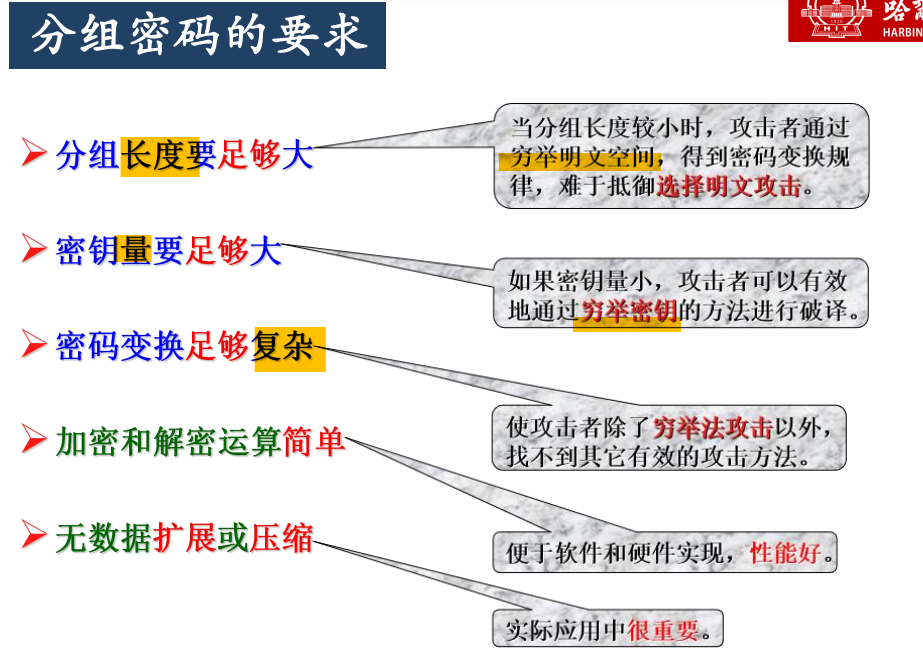 分组密码的要求
HIT
HARBIN
分组长度要足够大
当分组长度较小时，攻击者通过
穷举明文空间，得到密码变换规
律，难于抵御选择明文攻击。
密钥量要足够大
如果密钥量小，攻击者可以有效
地通过穷举密钥的方法进行破译。
密码变换足够复杂
使攻击者除了穷举法攻击以外，
找不到其它有效的攻击方法。
加密和解密运算简单
便于软件和硬件实现，性能好。
无数据扩展或压缩
实际应用中很重要。